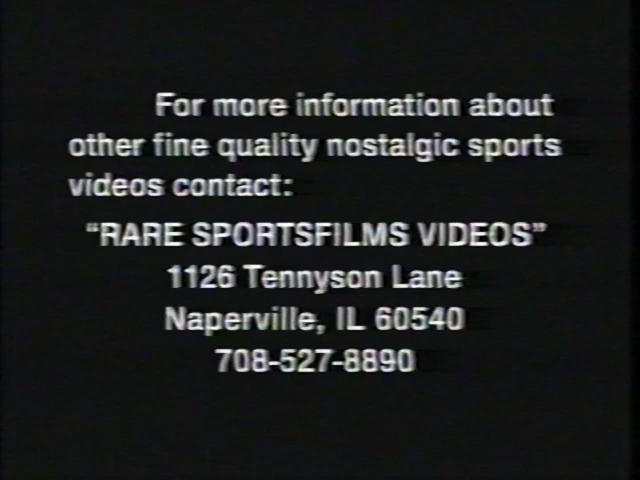 For more information about
other fine quality nostalgic sports
videos contact:
“RARE SPORTSFILMS VIDEOS”
1126 Tennyson Lane
Naperville, IL 60540
708-527-8890